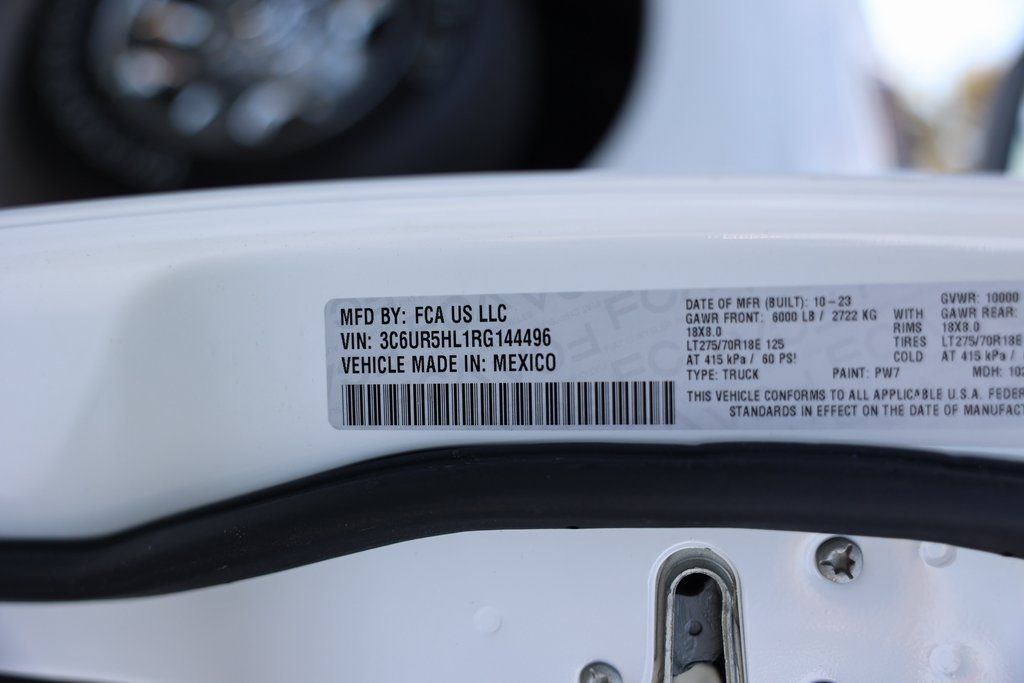 MFD BY: FCA US LLC
VIN: 3C6UR5HL1RG144496
VEHICLE MADE IN: MEXICO
DATE OF MFR (BUILT): 10-23
GAWR FRONT: 6000 LB / 2722 KG WITH
18X8.0 RIMS
LT275/70R18E 125 TIRES
AT 415 kPa / 60 PSI COLD
TYPE: TRUCK PAINT: PW7 MDH: 102
GVWR: 10000
GAWR REAR:
18X8.0
LT275/70R18E
AT 415 kPa /
THIS VEHICLE CONFORMS TO ALL APPLICABLE U.S.A. FEDER
STANDARDS IN EFFECT ON THE DATE OF MANUFACT